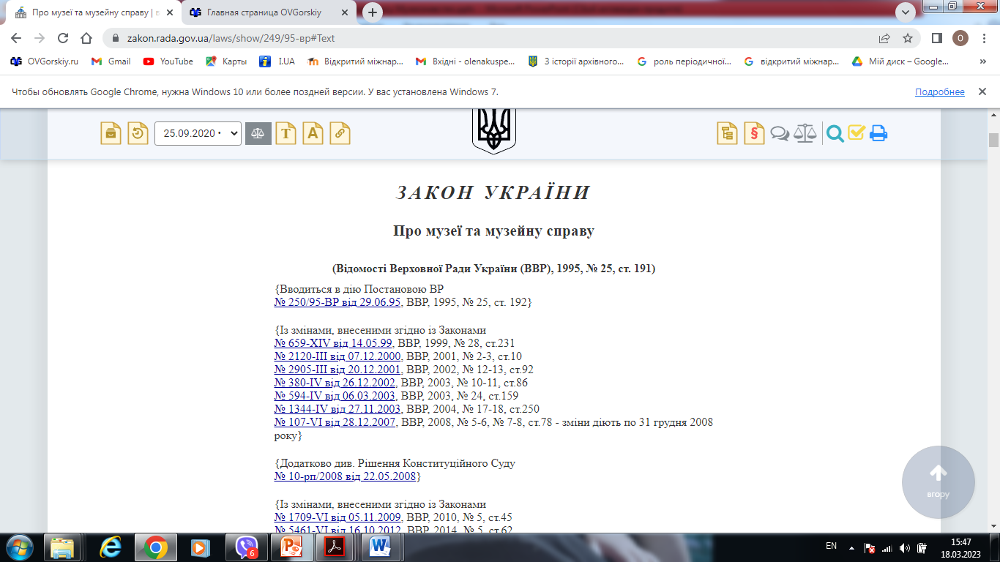 Про музеї та музейну справу | в
Главная страница OVGorskiy
zakon.rada.gov.ua/laws/show/249/95-вр#Text
О
OVGorskiy.ru
Gmail
YouTube
Карты
I.UA
Відкритий міжнар...
Вхідні - olenakuspe...
З історії архівного...
роль періодичної...
відкритий міжнар...
Мій диск – Google...
Чтобы обновлять Google Chrome, нужна Windows 10 или более поздней версии. У вас установлена Windows 7.
Подробнее
25.09.2020 •
ЗАКОН УКРАЇНИ
Про музеї та музейну справу
(Відомості Верховної Ради України (ВВР), 1995, № 25, ст. 191)
{Вводиться в дію Постановою ВР
№ 250/95-ВР від 29.06.95, ВВР, 1995, № 25, ст. 192}
{Із змінами, внесеними згідно із Законами
№ 659-XIV від 14.05.99, ВВР, 1999, № 28, ст.231
№ 2120-III від 07.12.2000, ВВР, 2001, № 2-3, ст.10
№ 2905-III від 20.12.2001, ВВР, 2002, № 12-13, ст.92
№ 380-IV від 26.12.2002, ВВР, 2003, № 10-11, ст.86
№ 594-IV від 06.03.2003, ВВР, 2003, № 24, ст.159
№ 1344-IV від 27.11.2003, ВВР, 2004, № 17-18, ст.250
№ 107-VI від 28.12.2007, ВВР, 2008, № 5-6, № 7-8, ст.78 - зміни діють по 31 грудня 2008
року}
{Додатково див. Рішення Конституційного Суду
№ 10-рп/2008 від 22.05.2008}
{Із змінами, внесеними згідно із Законами
№ 1709-VI від 05.11.2009, ВВР, 2010, № 5, ст.45
№ 5461-VI від 16.10.2012, ВВР, 2014, № 5, ст.62
вгору
6
EN
15:47
18.03.2023